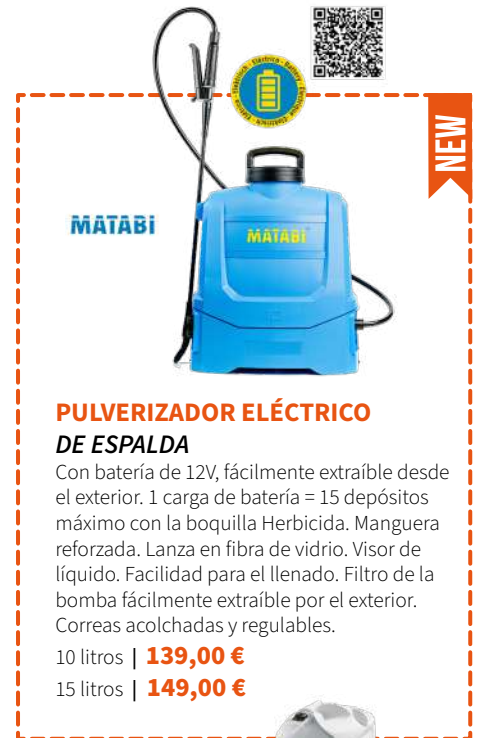 NEW
MATABI
MATABI
PULVERIZADOR ELÉCTRICO
DE ESPALDA
Con batería de 12V, fácilmente extraíble desde
el exterior. 1 carga de batería = 15 depósitos
máximo con la boquilla Herbicida. Manguera
reforzada. Lanza en fibra de vidrio. Visor de
líquido. Facilidad para el llenado. Filtro de la
bomba fácilmente extraíble por el exterior.
Correas acolchadas y regulables.
10 litros | 139,00 €
15 litros | 149,00 €